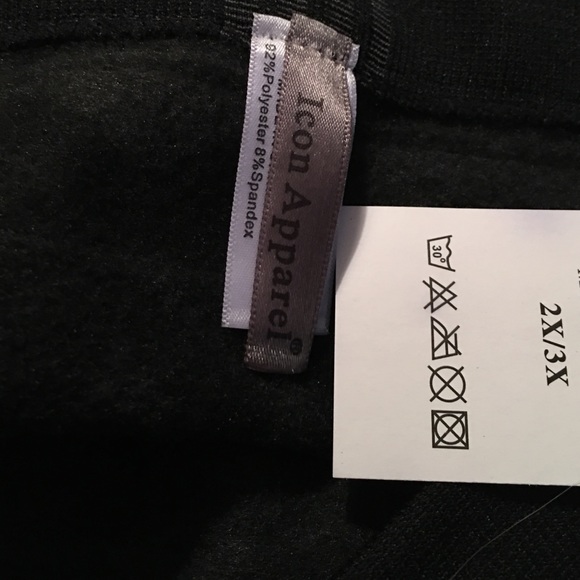 Icon Apparel®
92%Polyester 8%Spandex
30°
2X/3X